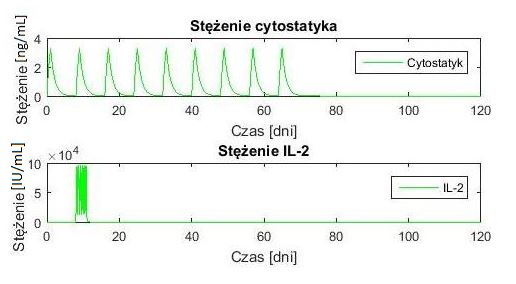 Stężenie cytostatyka
Stężenie [ng/mL]
4
2
0
Cytostatyk
0 20 40 60 80 100 120
Czas [dni]
Stężenie IL-2
×10⁴
Stężenie [IU/mL]
10
5
0
IL-2
0 20 40 60 80 100 120
Czas [dni]